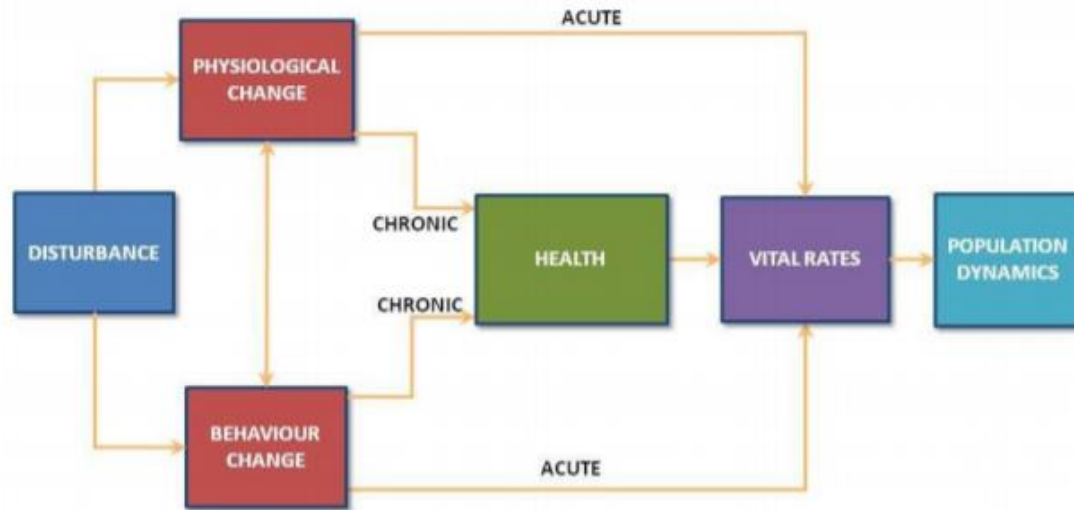 ACUTE
PHYSIOLOGICAL
CHANGE
CHRONIC
DISTURBANCE
HEALTH
VITAL RATES
POPULATION
DYNAMICS
CHRONIC
BEHAVIOUR
CHANGE
ACUTE